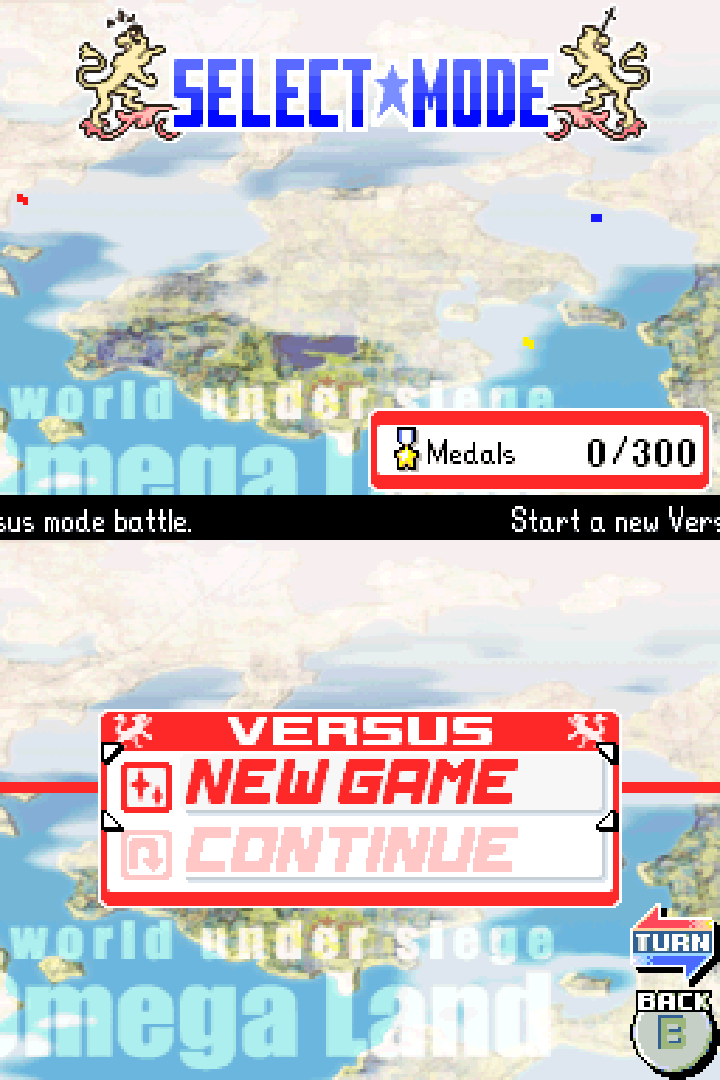 SELECT★MODE
world under siege
Omega L
Medals 0/300
sus mode battle. Start a new Vers
VERSUS
NEW GAME
CONTINUE
TURN
world under siege
BACK
B
Omega Land